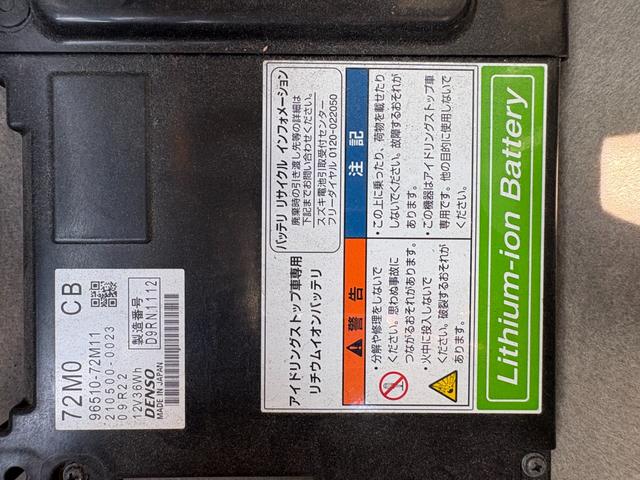 72M0 CB
96510-72M11
210500-0023
09R22
12V36Wh
製造番号
D9RN1112
DENSO
MADE IN JAPAN
アイドリングストップ車専用
リチウムイオンバッテリ
バッテリ リサイクル インフォメーション
廃棄時の引き渡し先等の詳細は
下記までお問い合わせください。
スズキ電池引取受付センター
フリーダイヤル 0120-022050
警告
・分解や修理をしないで
ください。思わぬ事故に
つながるおそれがあります。
・火中に投入しないで
ください。破裂するおそれが
あります。
注記
・この上に乗ったり、荷物を載せたり
しないでください。故障するおそれが
あります。
・この機器はアイドリングストップ車
専用です。他の目的に使用しないで
ください。
Lithium-ion Battery